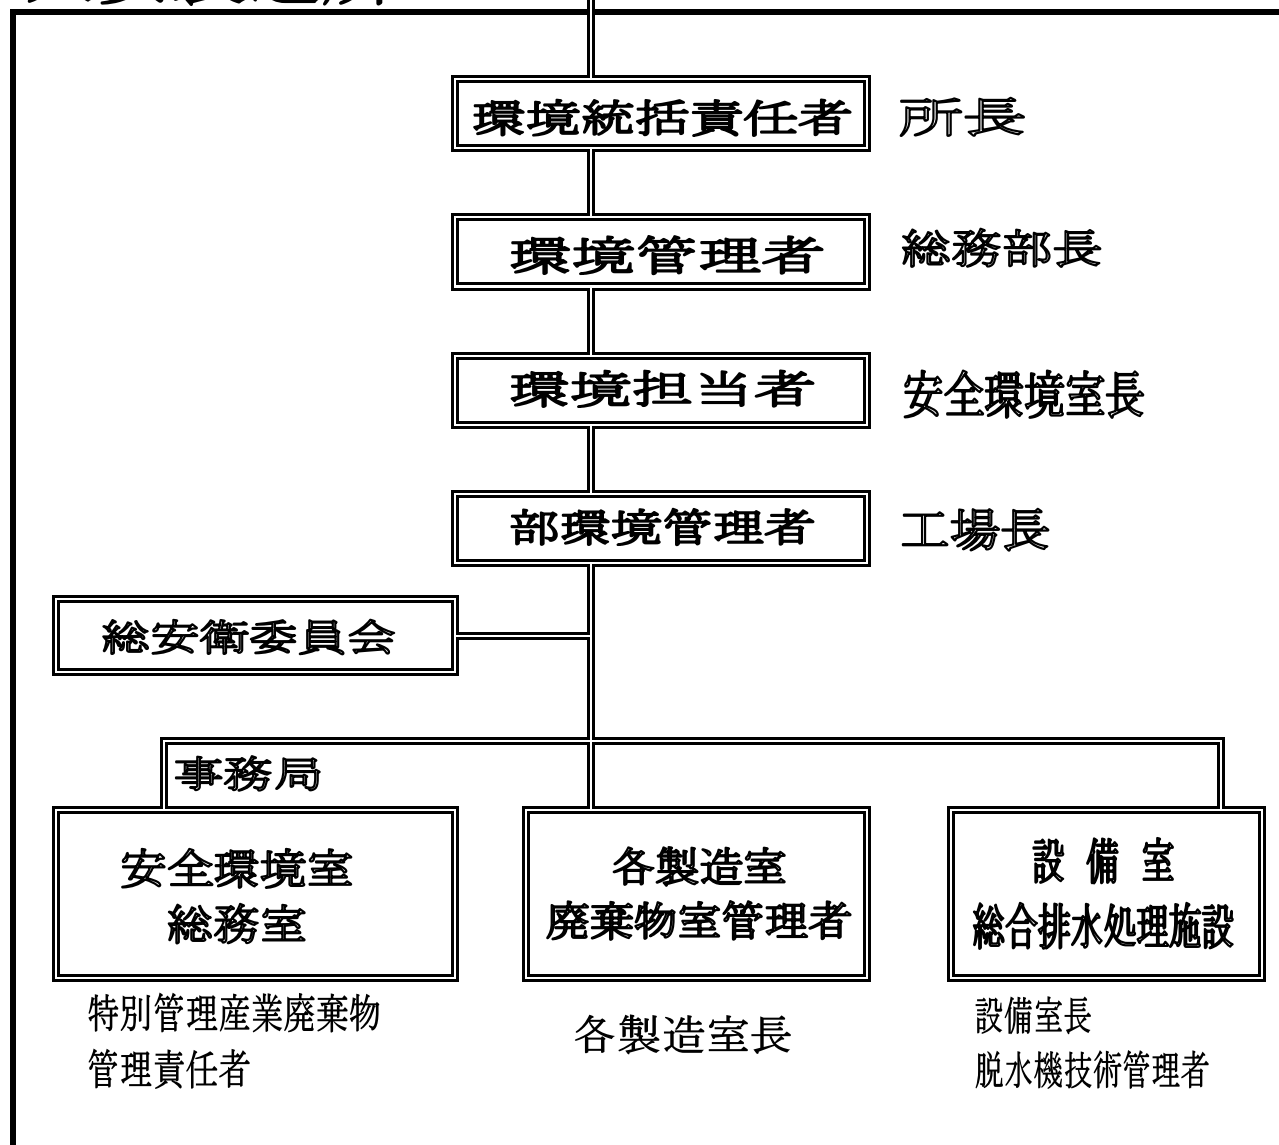 環境統括責任者 所長
環境管理者 総務部長
環境担当者 安全環境室長
部環境管理者 工場長
総安衛委員会
事務局
安全環境室
総務室
各製造室
廃棄物室管理者
設 備 室
総合排水処理施設
特別管理産業廃棄物
管理責任者
各製造室長
設備室長
脱水機技術管理者